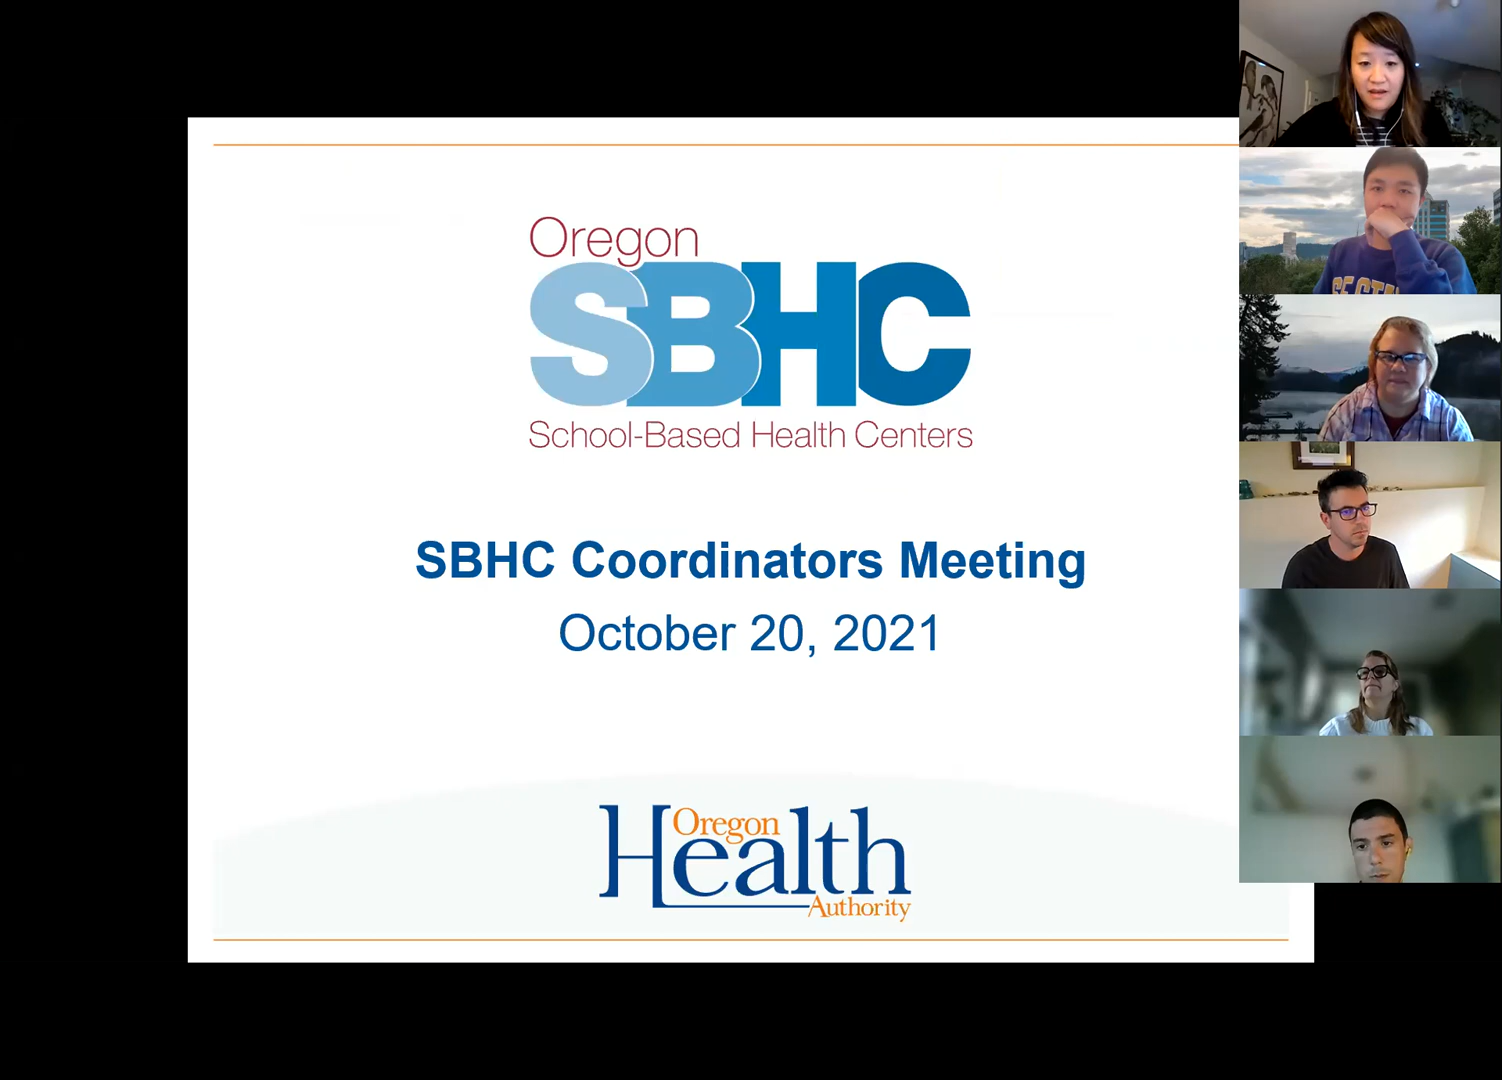 Oregon
SBHC
School-Based Health Centers
SBHC Coordinators Meeting
October 20, 2021
Oregon
Health
Authority